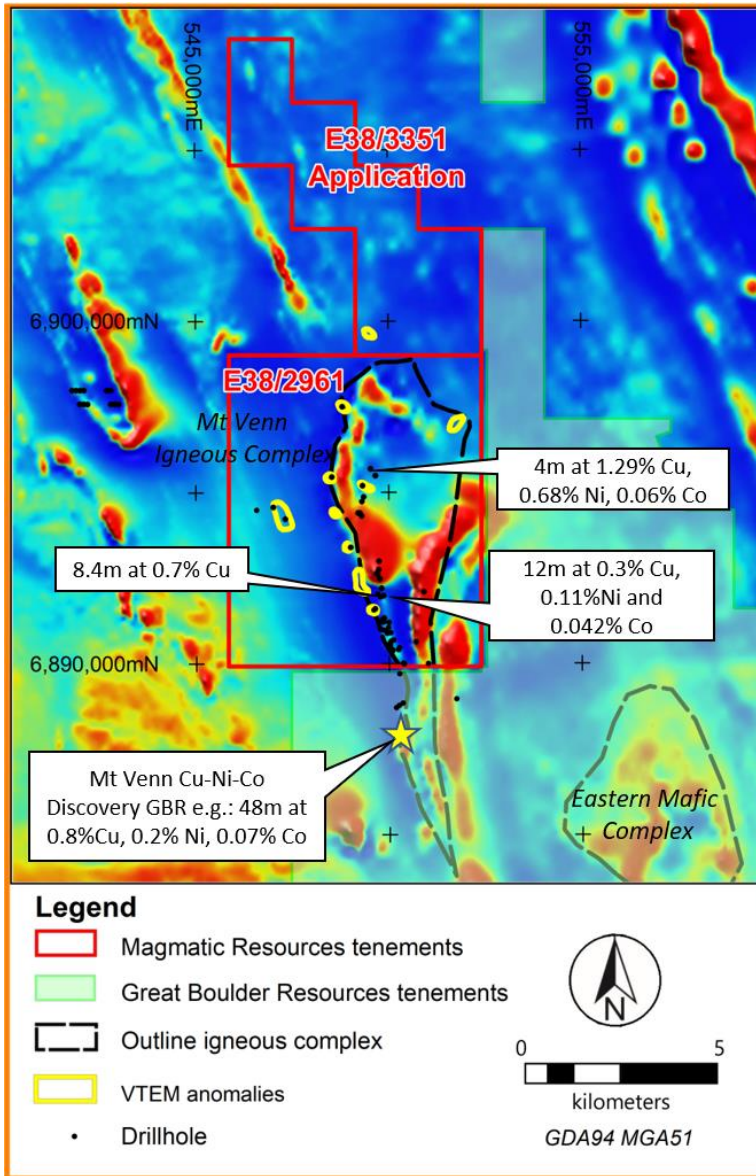 545,000mE
555,000mE
E38/3351
Application
6,900,000mN
E38/2961
Mt Venn
Igneous Complex
4m at 1.29% Cu,
0.68% Ni, 0.06% Co
8.4m at 0.7% Cu
12m at 0.3% Cu,
0.11%Ni and
0.042% Co
6,890,000mN
Mt Venn Cu-Ni-Co
Discovery GBR e.g.: 48m at
0.8%Cu, 0.2% Ni, 0.07% Co
Eastern Mafic
Complex
Legend
Magmatic Resources tenements
Great Boulder Resources tenements
Outline igneous complex
VTEM anomalies
Drillhole
N
0 5
kilometers
GDA94 MGA51